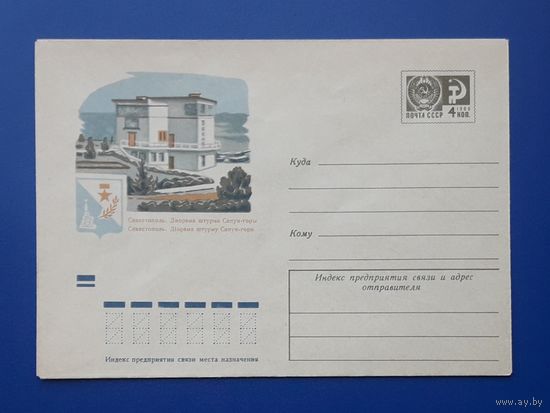 1966
ПОЧТА СССР
4 КОП.
Куда
Кому
Севастополь. Диорама штурма Сапун-горы
Севастополь. Діорама штурму Сапун-гори
Индекс предприятия связи и адрес
отправителя
Индекс предприятия связи места назначения
www.ay.by